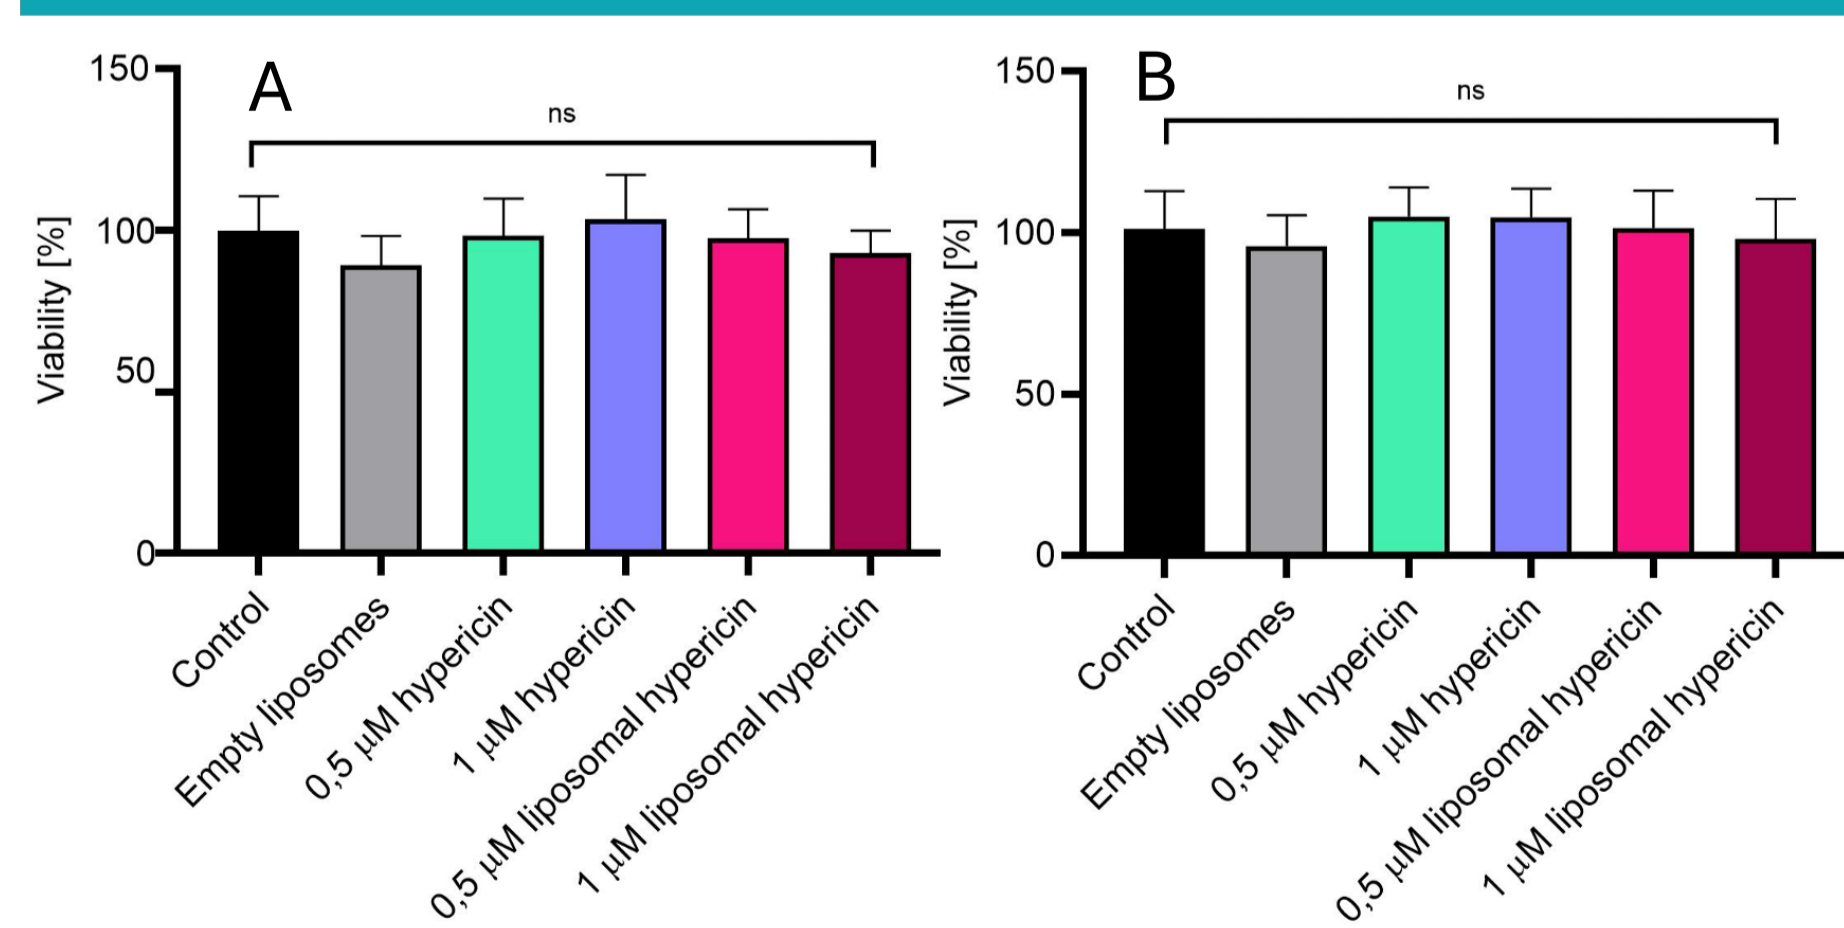 A
ns
150
100
50
0
Viability [%]
Control
Empty liposomes
0,5 μM hypericin
1 μM hypericin
0,5 μM liposomal hypericin
1 μM liposomal hypericin
B
ns
150
100
50
0
Viability [%]
Control
Empty liposomes
0,5 μM hypericin
1 μM hypericin
0,5 μM liposomal hypericin
1 μM liposomal hypericin